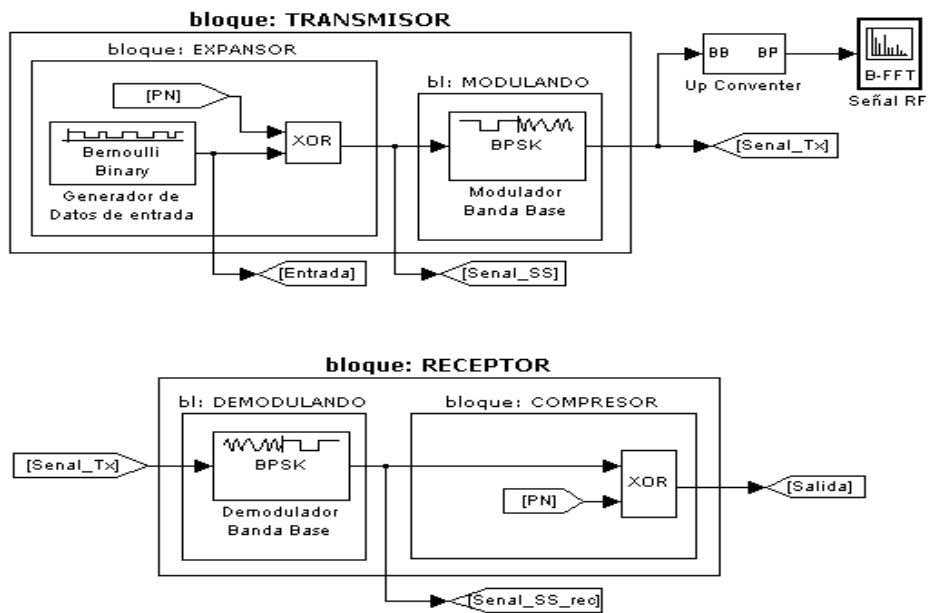 bloque: TRANSMISOR
bloque: EXPANSOR
[PN]
Bernoulli
Binary
Generador de
Datos de entrada
XOR
bl: MODULANDO
BPSK
Modulador
Banda Base
BB BP
Up Conventer
B-FFT
Señal RF
[Senal_Tx]
[Entrada]
[Senal_SS]
bloque: RECEPTOR
bl: DEMODULANDO
bloque: COMPRESOR
[Senal_Tx]
BPSK
Demodulador
Banda Base
[PN]
XOR
[Salida]
[Senal_SS_rec]